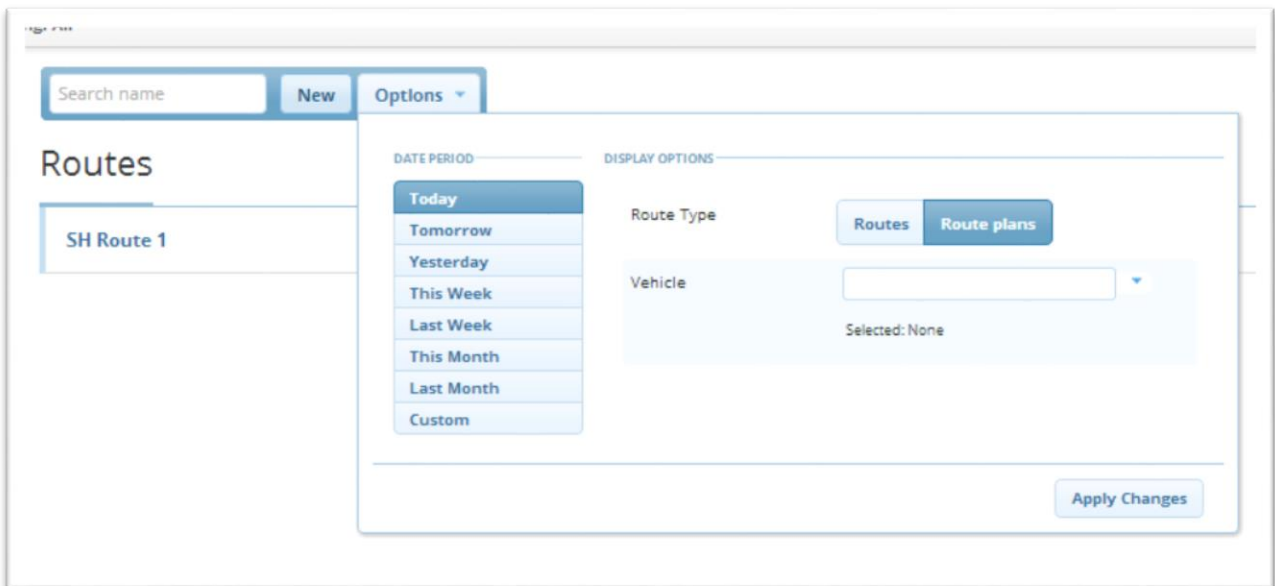 Search name
New
Options
Routes
SH Route 1
DATE PERIOD
Today
Tomorrow
Yesterday
This Week
Last Week
This Month
Last Month
Custom
DISPLAY OPTIONS
Route Type
Routes
Route plans
Vehicle
Selected: None
Apply Changes